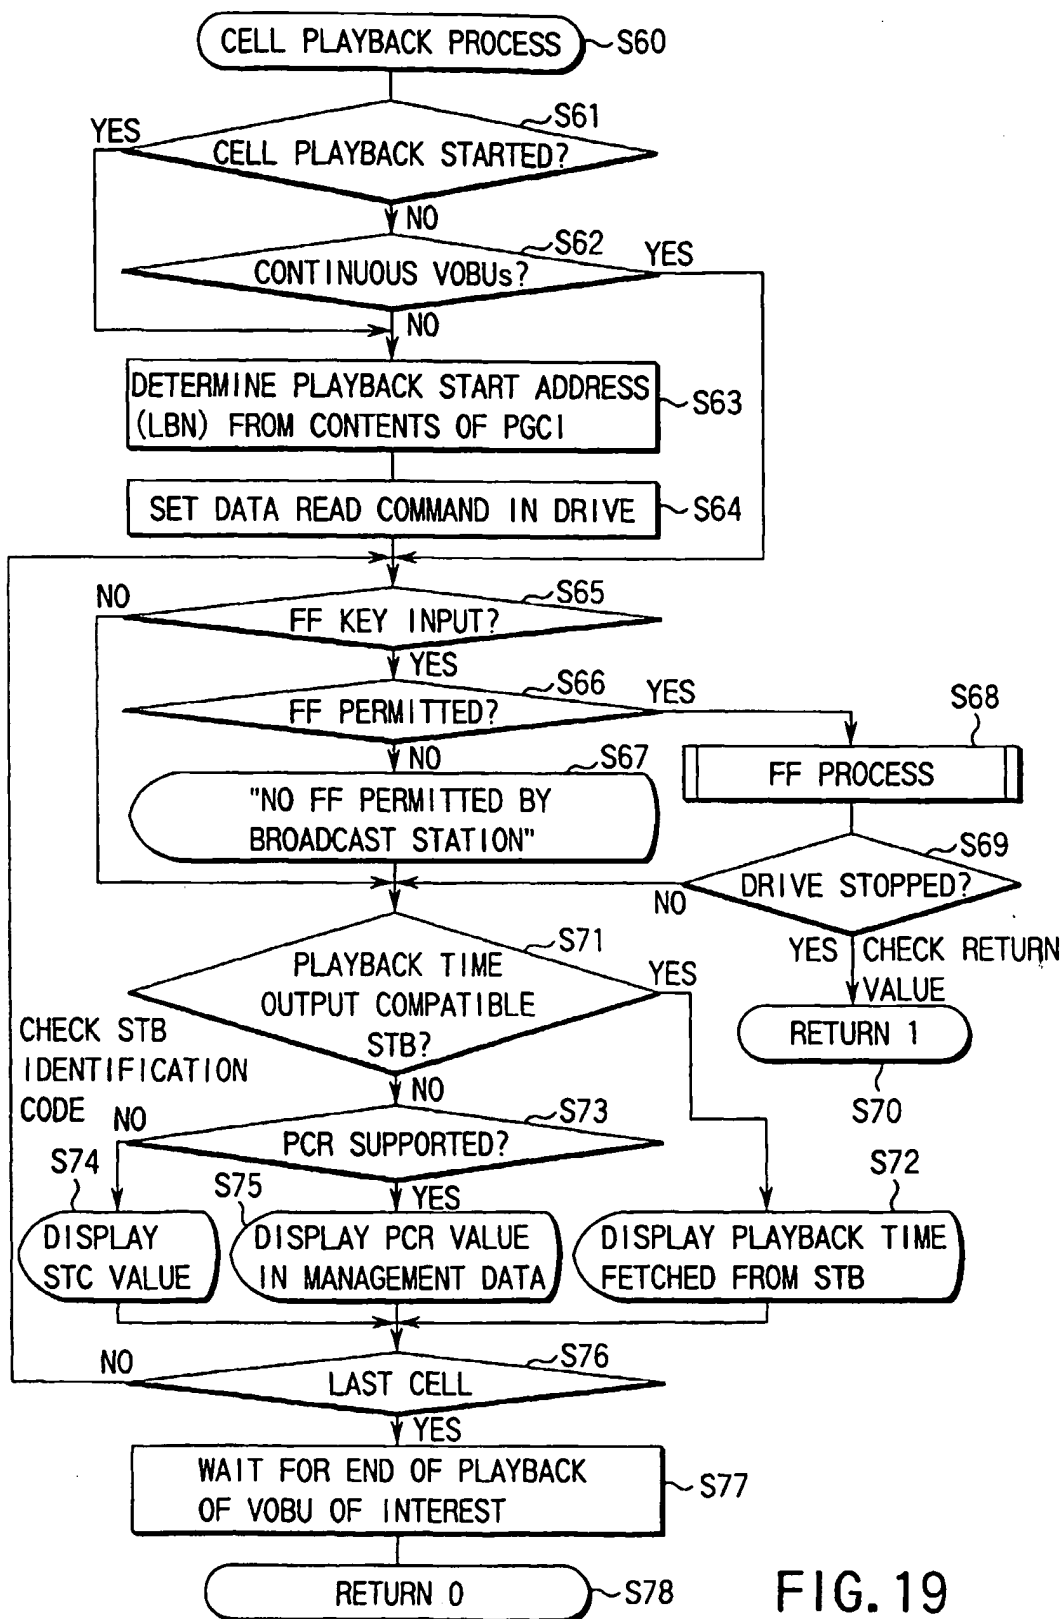 CELL PLAYBACK PROCESS
S60
S61
YES
CELL PLAYBACK STARTED?
NO
S62
YES
CONTINUOUS VOBUs?
NO
DETERMINE PLAYBACK START ADDRESS
(LBN) FROM CONTENTS OF PGCI
S63
SET DATA READ COMMAND IN DRIVE
S64
NO
S65
FF KEY INPUT?
YES
S66
YES
FF PERMITTED?
S68
NO
S67
FF PROCESS
"NO FF PERMITTED BY
BROADCAST STATION"
S69
DRIVE STOPPED?
NO
S71
YES
CHECK RETURN
VALUE
PLAYBACK TIME
OUTPUT COMPATIBLE
STB?
YES
RETURN 1
S70
CHECK STB
IDENTIFICATION
CODE
NO
NO
S73
PCR SUPPORTED?
S74
S75
YES
S72
DISPLAY
STC VALUE
DISPLAY PCR VALUE
IN MANAGEMENT DATA
DISPLAY PLAYBACK TIME
FETCHED FROM STB
NO
S76
LAST CELL
YES
WAIT FOR END OF PLAYBACK
OF VOBU OF INTEREST
S77
RETURN 0
S78
FIG. 19